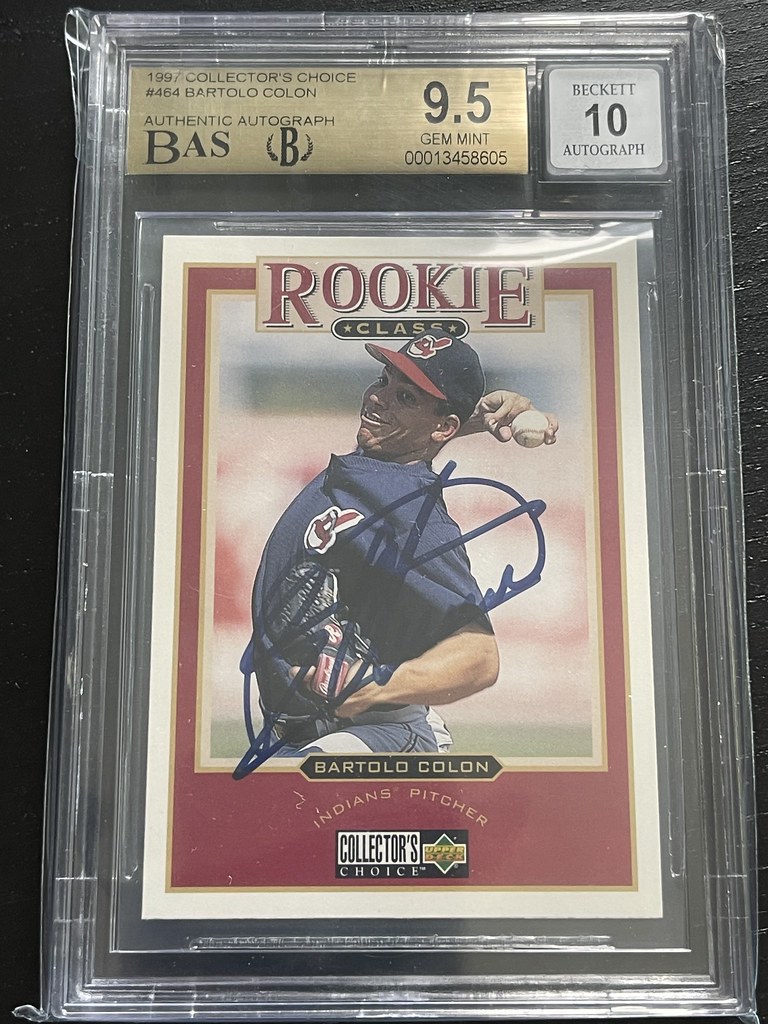 1997 COLLECTOR'S CHOICE
#464 BARTOLO COLON
AUTHENTIC AUTOGRAPH
BAS B
9.5
GEM MINT
00013458605
BECKETT
10
AUTOGRAPH
ROOKIE
★CLASS★
BARTOLO COLON
INDIANS® PITCHER
COLLECTOR'S
CHOICE™
UPPER
DECK